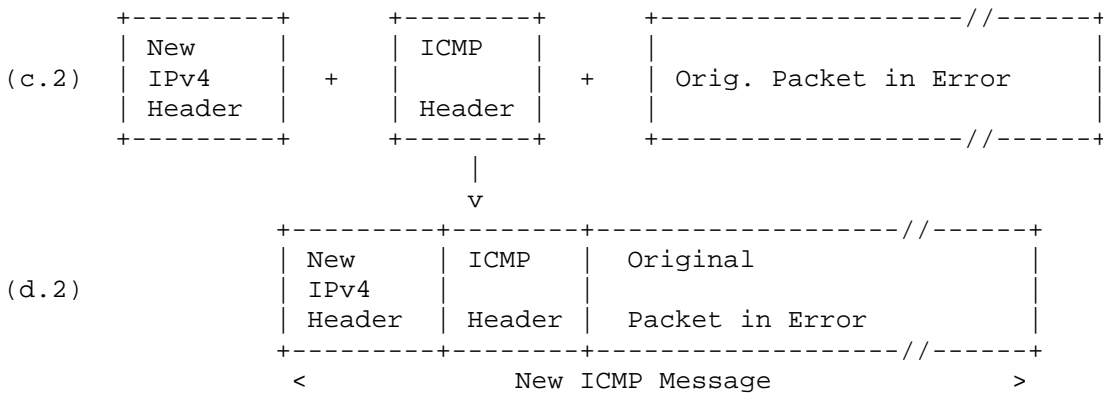 New ICMP
(c.2) IPv4 + + Orig. Packet in Error
Header Header
v
New ICMP Original
(d.2) IPv4
Header Header Packet in Error
< New ICMP Message >